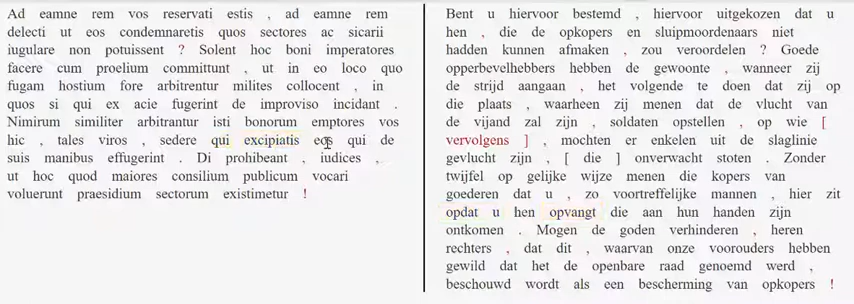 Ad eamne rem vos reservati estis , ad eamne rem
delecti ut eos condemnaretis quos sectores ac sicarii
iugulare non potuissent ? Solent hoc boni imperatores
facere cum proelium committunt , ut in eo loco quo
fugam hostium fore arbitrentur milites collocent , in
quos si qui ex acie fugerint de improviso incidant .
Nimirum similiter arbitrantur isti bonorum emptores vos
hic , tales viros , sedere qui excipiatis eos qui de
suis manibus effugerint . Di prohibeant , iudices ,
ut hoc quod maiores consilium publicum vocari
voluerunt praesidium sectorum existimetur !
Bent u hiervoor bestemd , hiervoor uitgekozen dat u
hen , die de opkopers en sluipmoordenaars niet
hadden kunnen afmaken , zou veroordelen ? Goede
opperbevelhebbers hebben de gewoonte , wanneer zij
de strijd aangaan , het volgende te doen dat zij op
die plaats , waarheen zij menen dat de vlucht van
de vijand zal zijn , soldaten opstellen , op wie [
vervolgens ] , mochten er enkelen uit de slaglinie
gevlucht zijn , [ die ] onverwacht stoten . Zonder
twijfel op gelijke wijze menen die kopers van
goederen dat u , zo voortreffelijke mannen , hier zit
opdat u hen opvangt die aan hun handen zijn
ontkomen . Mogen de goden verhinderen , heren
rechters , dat dit , waarvan onze voorouders hebben
gewild dat het de openbare raad genoemd werd ,
beschouwd wordt als een bescherming van opkopers !